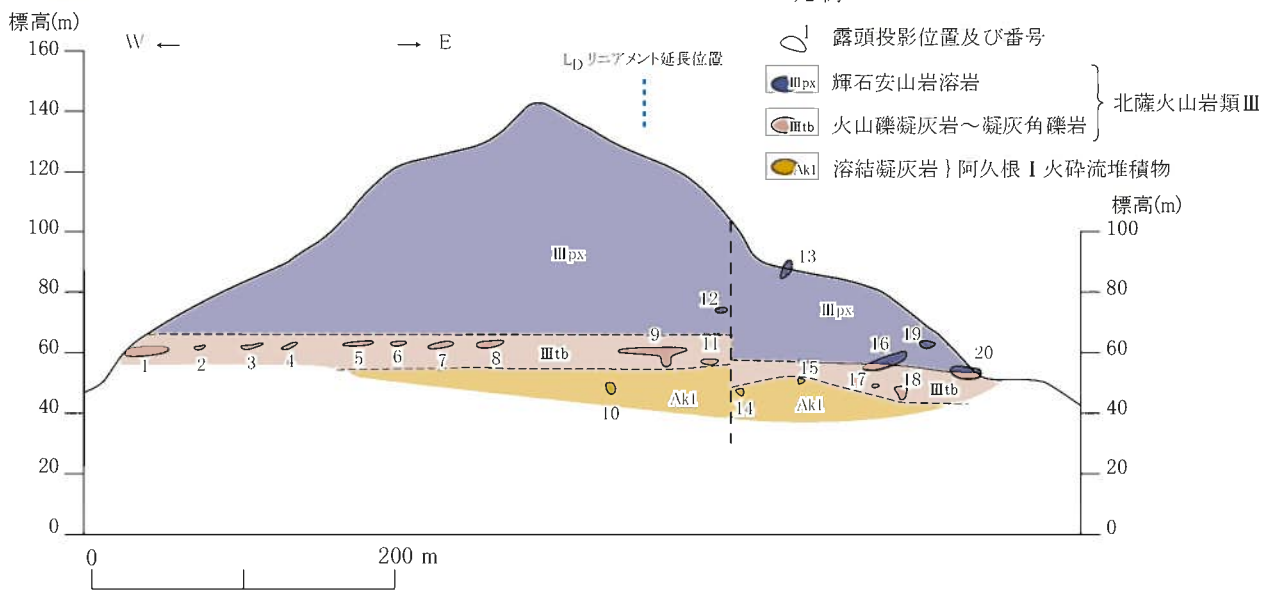 標高(m)
W ← → E
LD リニアメント延長位置
1 露頭投影位置及び番号
Ⅲpx 輝石安山岩溶岩
Ⅲtb 火山礫凝灰岩～凝灰角礫岩
北薩火山岩類Ⅲ
Ak1 溶結凝灰岩 } 阿久根Ⅰ火砕流堆積物
標高(m)
160
140
120
100
80
60
40
20
0
100
80
60
40
20
0
Ⅲpx
Ⅲpx
Ⅲtb
Ⅲtb
Ak1
Ak1
1
2
3
4
5
6
7
8
9
10
11
12
13
14
15
16
17
18
19
20
0 200 m